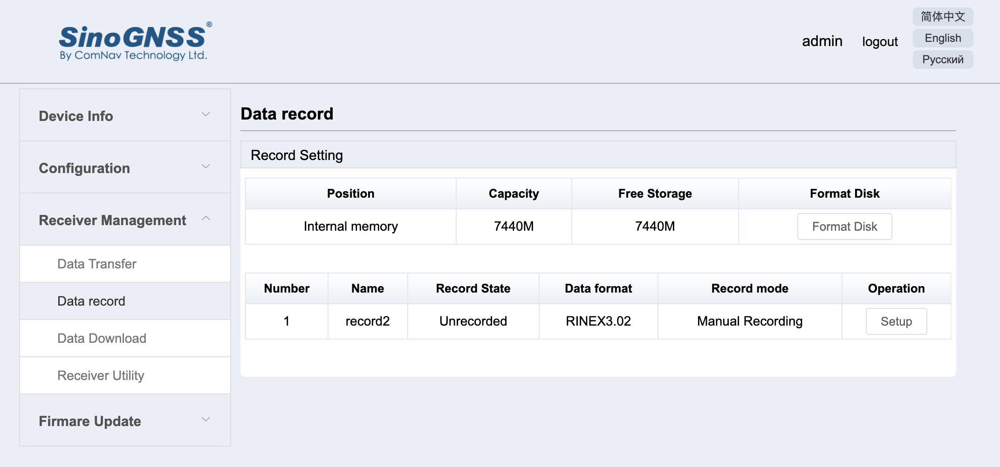 SinoGNSS®
By ComNav Technology Ltd.
admin logout
简体中文
English
Русский
Device Info
Configuration
Receiver Management
Data Transfer
Data record
Data Download
Receiver Utility
Firmare Update
Data record
Record Setting
Position Capacity Free Storage Format Disk
Internal memory 7440M 7440M Format Disk
Number Name Record State Data format Record mode Operation
1 record2 Unrecorded RINEX3.02 Manual Recording Setup